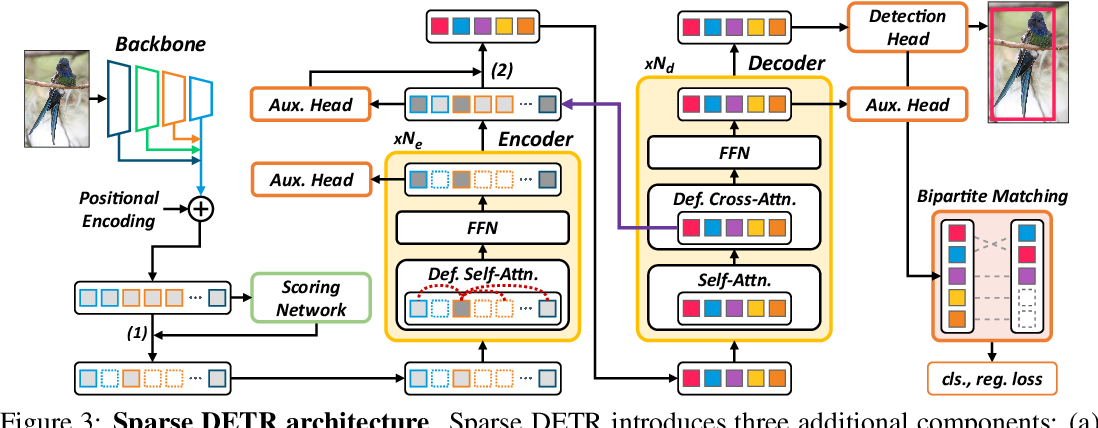 Backbone
Positional
Encoding
(1)
Scoring
Network
Aux. Head
(2)
Aux. Head
xNe
Encoder
FFN
Def. Self-Attn.
...
xNd
Decoder
FFN
Def. Cross-Attn.
Self-Attn.
Detection
Head
Aux. Head
Bipartite Matching
cls., reg. loss
Figure 3: Sparse DETR architecture. Sparse DETR introduces three additional components: (a)